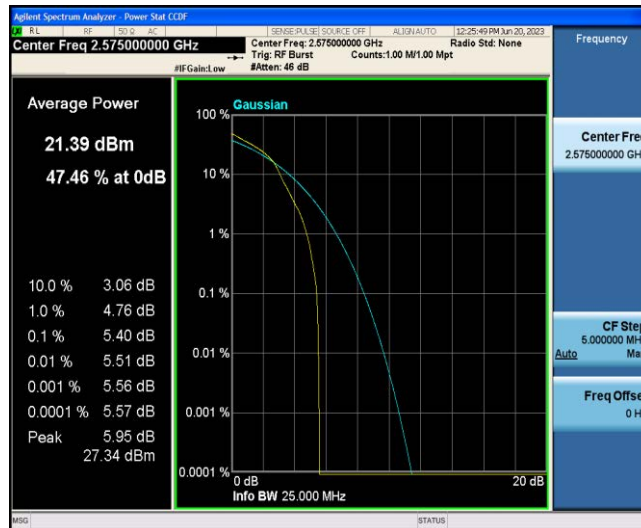 Agilent Spectrum Analyzer - Power Stat CCDF
RL RF 50 Ω AC SENSE:PULSE SOURCE OFF ALIGN AUTO 12:25:49 PM Jun 20, 2023
Center Freq 2.575000000 GHz
Center Freq: 2.575000000 GHz Radio Std: None
Trig: RF Burst Counts:1.00 M/1.00 Mpt
#IFGain:Low #Atten: 46 dB
Frequency
Average Power
21.39 dBm
47.46 % at 0dB
10.0 % 3.06 dB
1.0 % 4.76 dB
0.1 % 5.40 dB
0.01 % 5.51 dB
0.001 % 5.56 dB
0.0001 % 5.57 dB
Peak 5.95 dB
27.34 dBm
Gaussian
100 %
10 %
1 %
0.1 %
0.01 %
0.001 %
0.0001 %
0 dB 20 dB
Info BW 25.000 MHz
Center Fre
2.575000000 GH
CF Ste
5.000000 MH
Auto Ma
Freq Offse
0 H
MSG STATUS